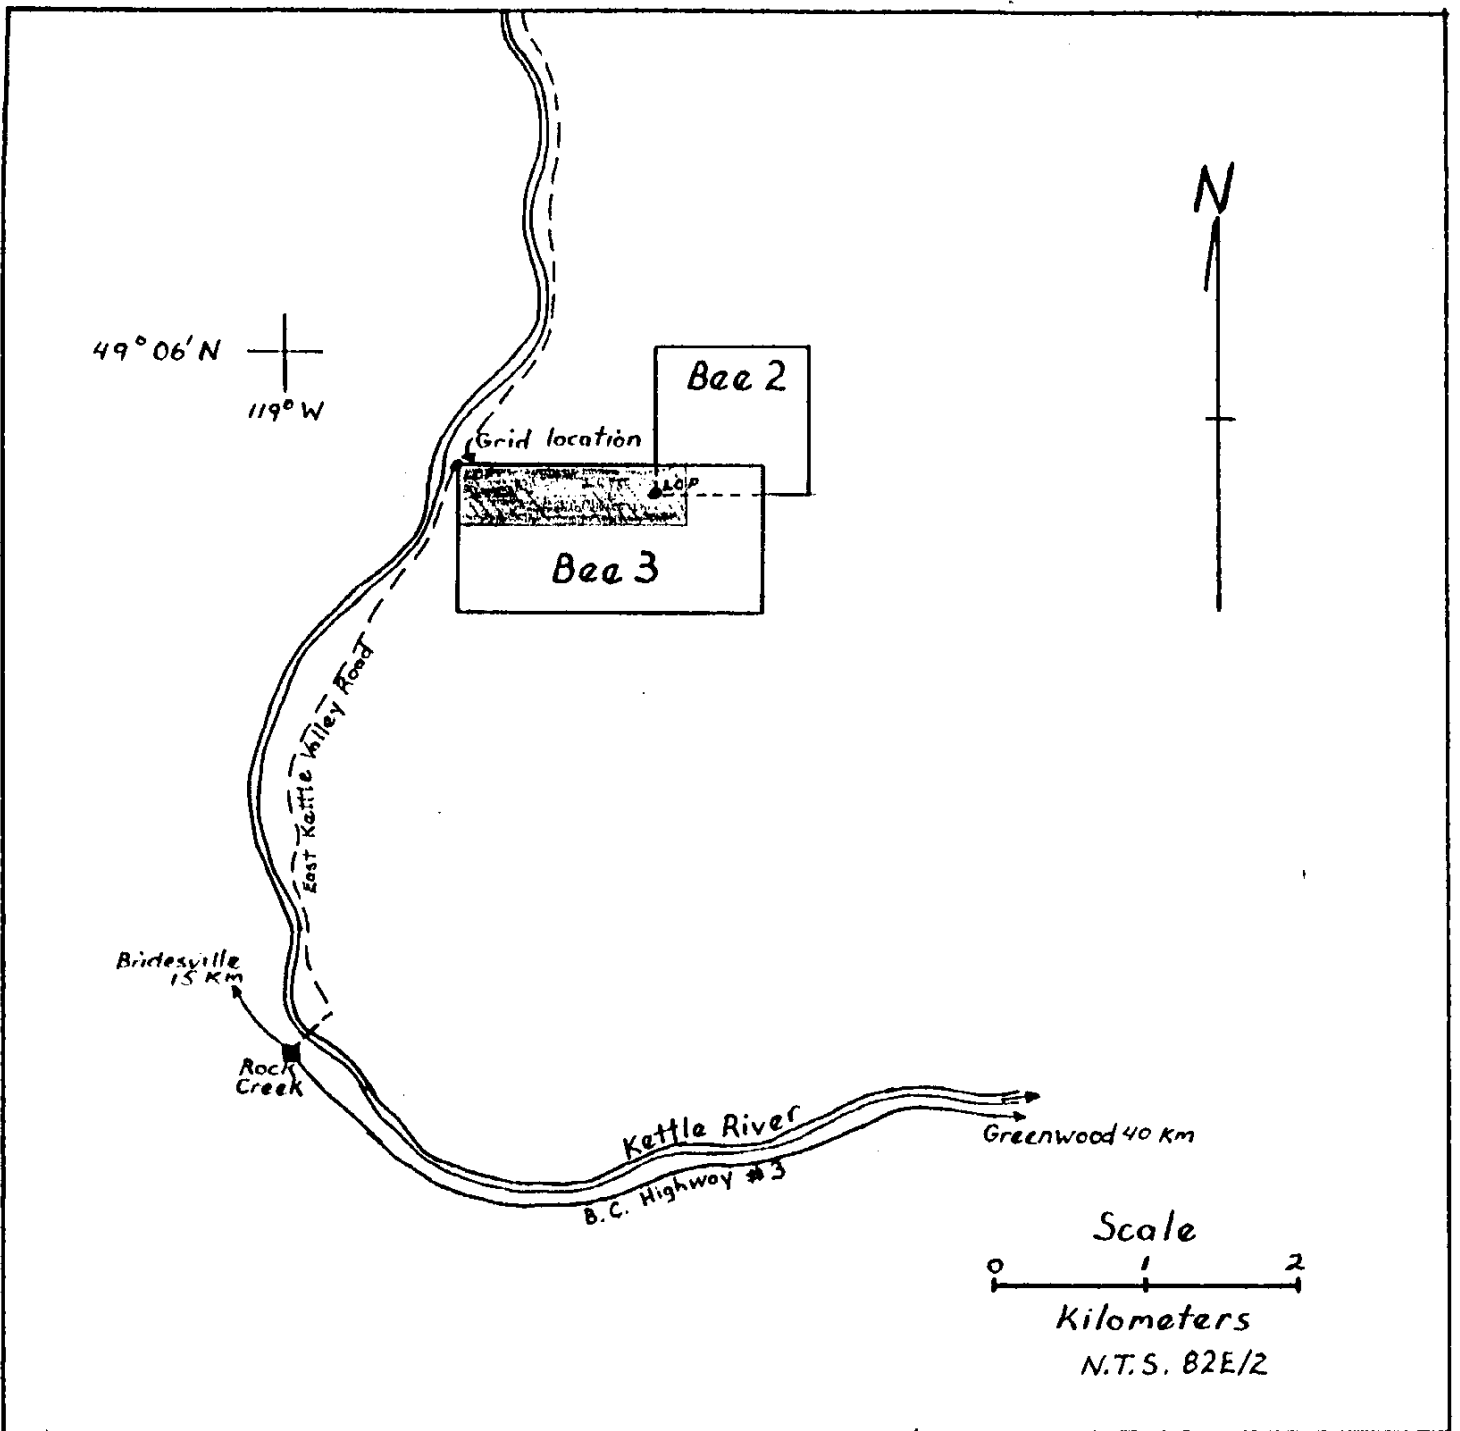 N
49° 06' N
119° W
Bee 2
Grid location
LCP
Bee 3
East Kettle Valley Road
Bridesville
15 Km
Rock
Creek
Kettle River
Greenwood 40 Km
B.C. Highway #3
Scale
0 1 2
Kilometers
N.T.S. 82E/2